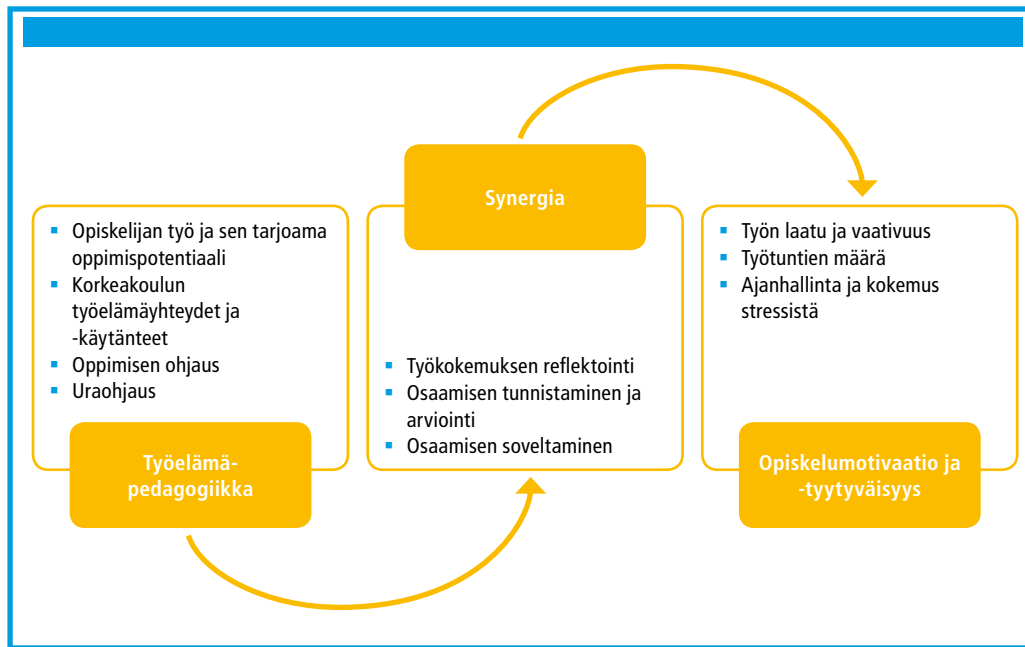 Opiskelijan työ ja sen tarjoama
oppimispotentiaali
Korkeakoulun
työelämäyhteydet ja
-käytänteet
Oppimisen ohjaus
Uraohjaus
Työelämä-
pedagogiikka
Synergia
Työkokemuksen reflektointi
Osaamisen tunnistaminen ja
arviointi
Osaamisen soveltaminen
Työn laatu ja vaativuus
Työtuntien määrä
Ajanhallinta ja kokemus
stressistä
Opiskelumotivaatio ja
-tyytyväisyys